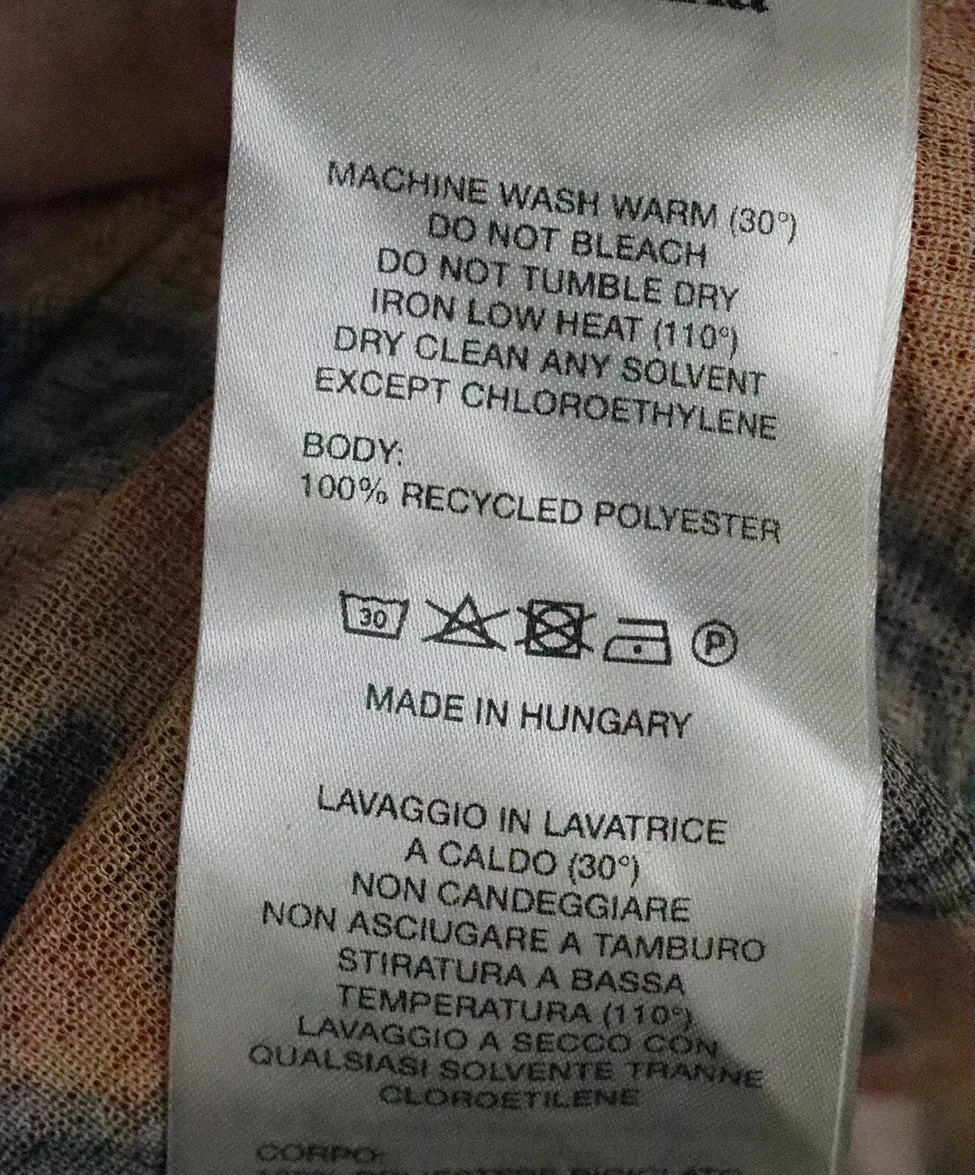 MACHINE WASH WARM (30°)
DO NOT BLEACH
DO NOT TUMBLE DRY
IRON LOW HEAT (110°)
DRY CLEAN ANY SOLVENT
EXCEPT CHLOROETHYLENE
BODY:
100% RECYCLED POLYESTER
30 P
MADE IN HUNGARY
LAVAGGIO IN LAVATRICE
A CALDO (30°)
NON CANDEGGIARE
NON ASCIUGARE A TAMBURO
STIRATURA A BASSA
TEMPERATURA (110°)
LAVAGGIO A SECCO CON
QUALSIASI SOLVENTE TRANNE
CLOROETILENE
CORPO: